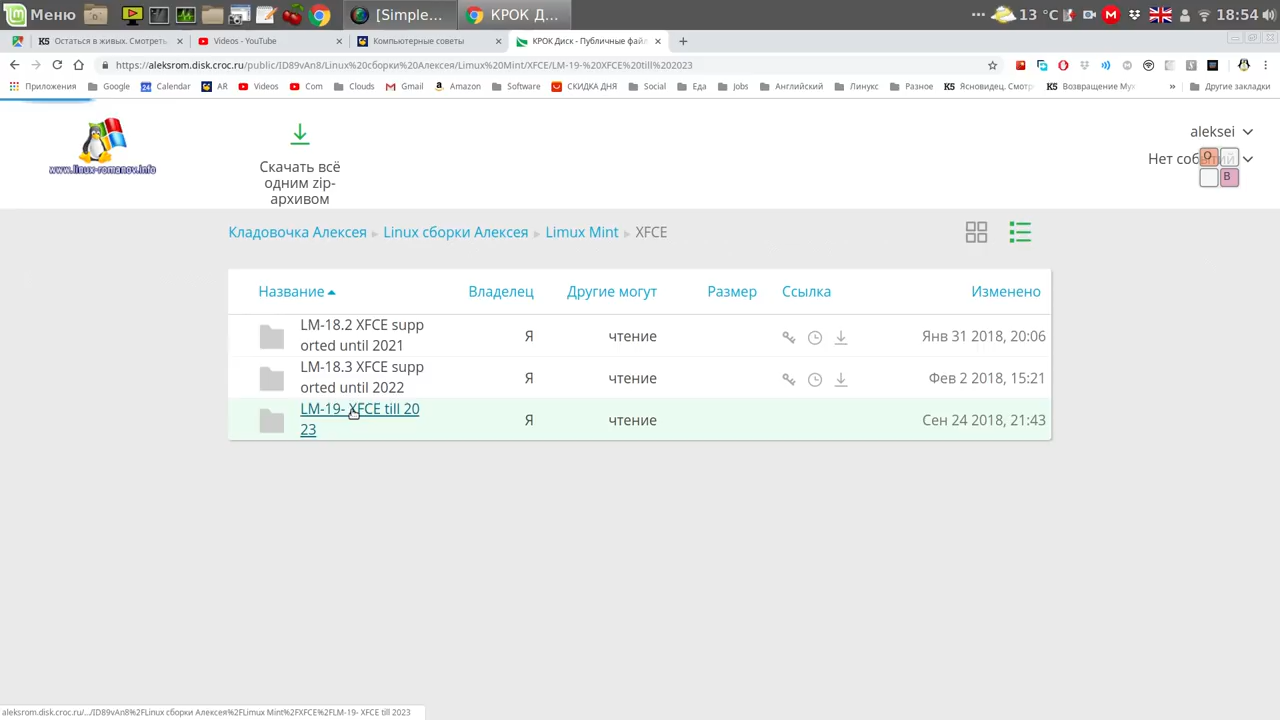 Меню
[Simple...
КРОК Д...
13 °C
18:54
Остаться в живых. Смотреть
Videos - YouTube
Компьютерные советы
КРОК Диск - Публичные файл
https://aleksrom.disk.croc.ru/public/ID89vAn8/Linux%20сборки%20Алексея/Limux%20Mint/XFCE/LM-19-%20XFCE%20till%202023
Приложения
Google
Calendar
AR
Videos
Com
Clouds
Gmail
Amazon
Software
СКИДКА ДНЯ
Social
Еда
Jobs
Английский
Линукс
Разное
Ясновидец. Смотр
Возвращение Мух
»
Другие закладки
www.linux-romanov.info
Скачать всё
одним zip-
архивом
aleksei
Нет событий
O
B
Кладовочка Алексея
Linux сборки Алексея
Limux Mint
XFCE
Название
Владелец
Другие могут
Размер
Ссылка
Изменено
LM-18.2 XFCE supp
orted until 2021
Я
чтение
Янв 31 2018, 20:06
LM-18.3 XFCE supp
orted until 2022
Я
чтение
Фев 2 2018, 15:21
LM-19- XFCE till 20
23
Я
чтение
Сен 24 2018, 21:43
aleksrom.disk.croc.ru/.../ID89vAn8%2FLinux сборки Алексея%2FLimux Mint%2FXFCE%2FLM-19- XFCE till 2023